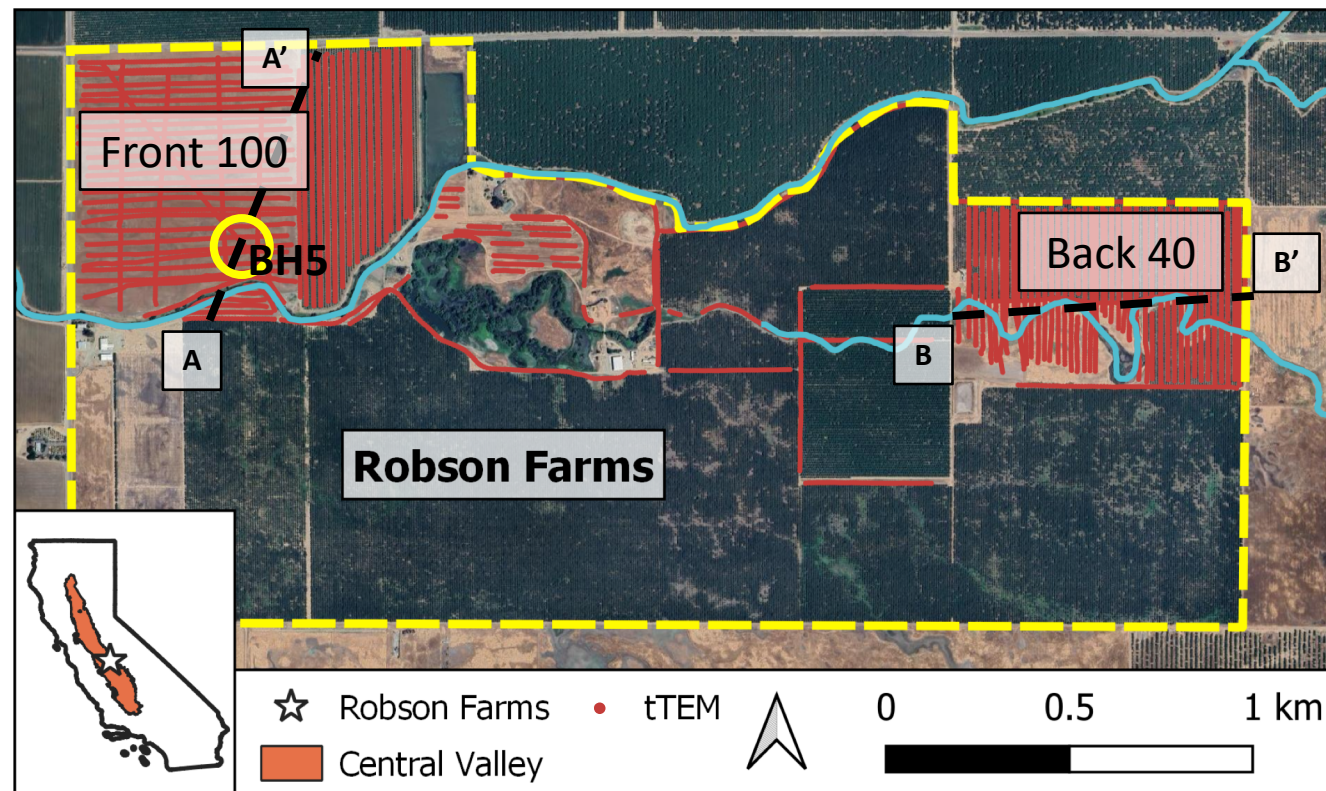 A’
Front 100
BH5
Back 40
B’
A
B
Robson Farms
Robson Farms
tTEM
0
0.5
1 km
Central Valley